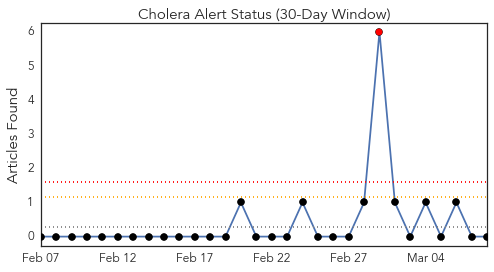 Cholera Alert Status (30-Day Window)
Articles Found
6
5
4
3
2
1
0
Feb 07 Feb 12 Feb 17 Feb 22 Feb 27 Mar 04